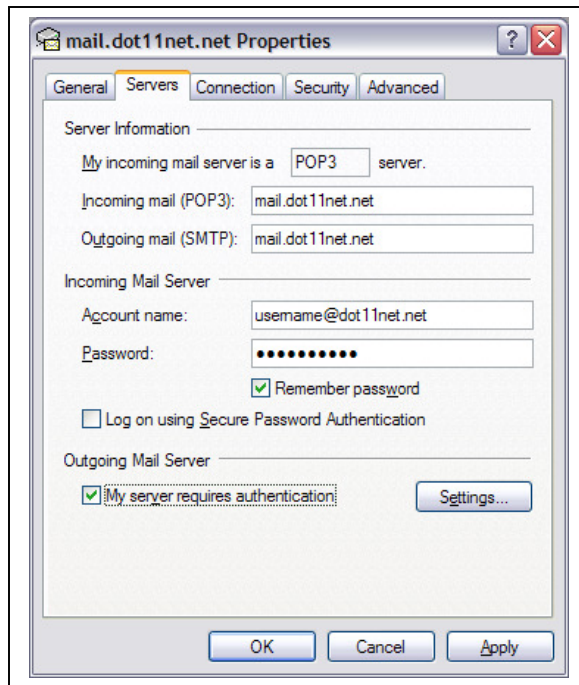 mail.dot11net.net Properties
General Servers Connection Security Advanced
Server Information
My incoming mail server is a POP3 server.
Incoming mail (POP3): mail.dot11net.net
Outgoing mail (SMTP): mail.dot11net.net
Incoming Mail Server
Account name: username@dot11net.net
Password: ●●●●●●●●●●
Remember password
Log on using Secure Password Authentication
Outgoing Mail Server
My server requires authentication Settings...
OK Cancel Apply